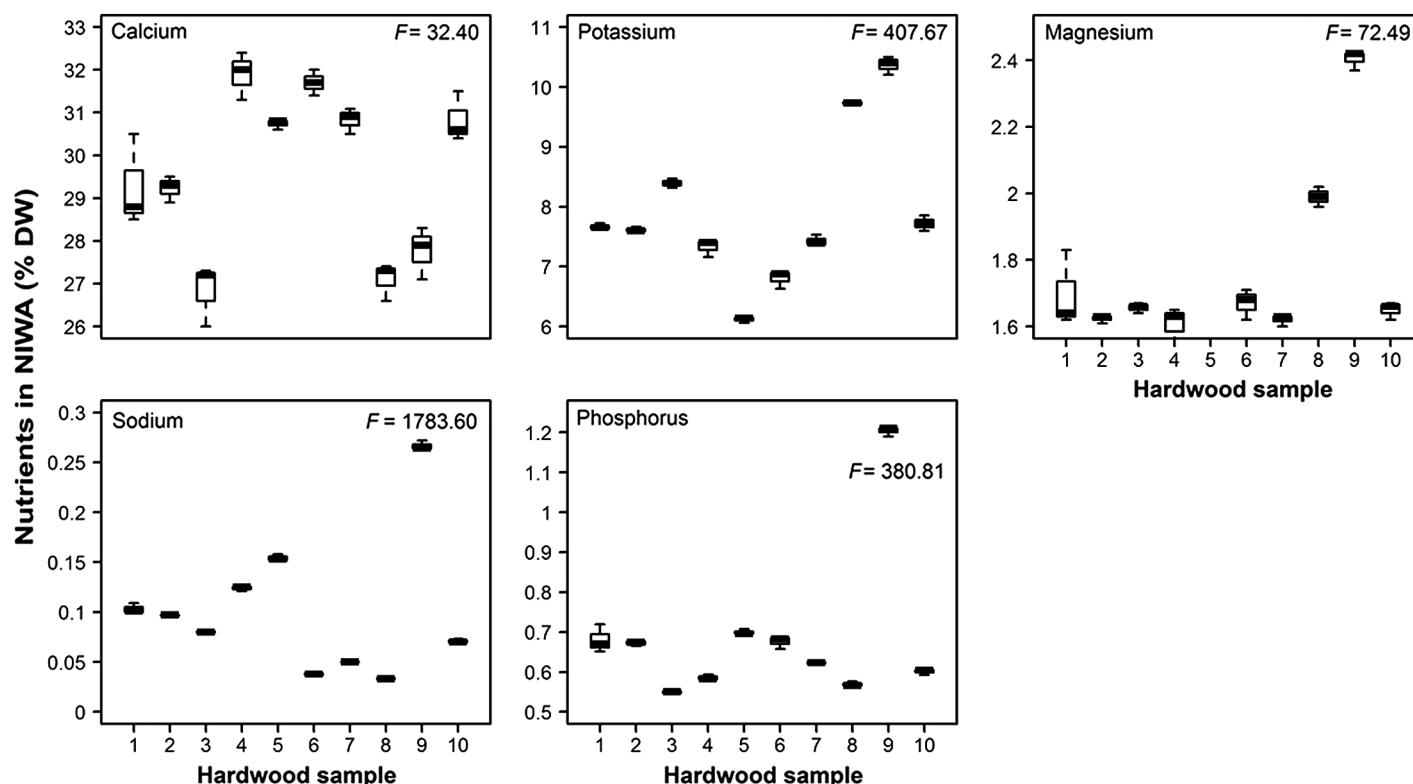 Nutrients in NIWA (% DW)
Calcium F= 32.40
33
32
31
30
29
28
27
26
Potassium F= 407.67
11
10
9
8
7
6
Magnesium F= 72.49
2.4
2.2
2
1.8
1.6
1 2 3 4 5 6 7 8 9 10
Hardwood sample
Sodium F= 1783.60
0.3
0.25
0.2
0.15
0.1
0.05
0
1 2 3 4 5 6 7 8 9 10
Hardwood sample
Phosphorus
F= 380.81
1.2
1.1
1
0.9
0.8
0.7
0.6
0.5
1 2 3 4 5 6 7 8 9 10
Hardwood sample